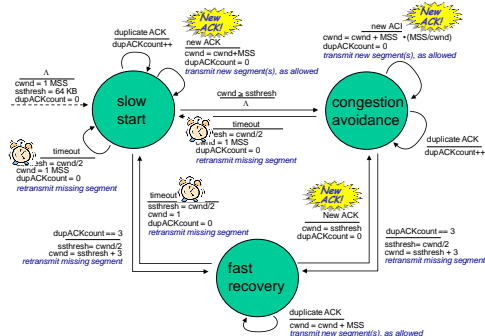 New ACK!
duplicate ACK
dupACKcount++
new ACK
cwnd = cwnd+MSS
dupACKcount = 0
transmit new segment(s), as allowed
New ACK!
new ACK
cwnd = cwnd + MSS •(MSS/cwnd)
dupACKcount = 0
transmit new segment(s), as allowed
Λ
cwnd = 1 MSS
ssthresh = 64 KB
dupACKcount = 0
slow
start
cwnd ≥ ssthresh
Λ
congestion
avoidance
timeout
esh = cwnd/2
cwnd = 1 MSS
dupACKcount = 0
retransmit missing segment
duplicate ACK
dupACKcount++
timeout
esh = cwnd/2
cwnd = 1 MSS
dupACKcount = 0
retransmit missing segment
timeout
ssthresh = cwnd/2
cwnd = 1
dupACKcount = 0
retransmit missing segment
New ACK!
New ACK
cwnd = ssthresh
dupACKcount = 0
dupACKcount == 3
ssthresh= cwnd/2
cwnd = ssthresh + 3
retransmit missing segment
dupACKcount == 3
ssthresh= cwnd/2
cwnd = ssthresh + 3
retransmit missing segment
fast
recovery
duplicate ACK
cwnd = cwnd + MSS
transmit new segment(s), as allowed